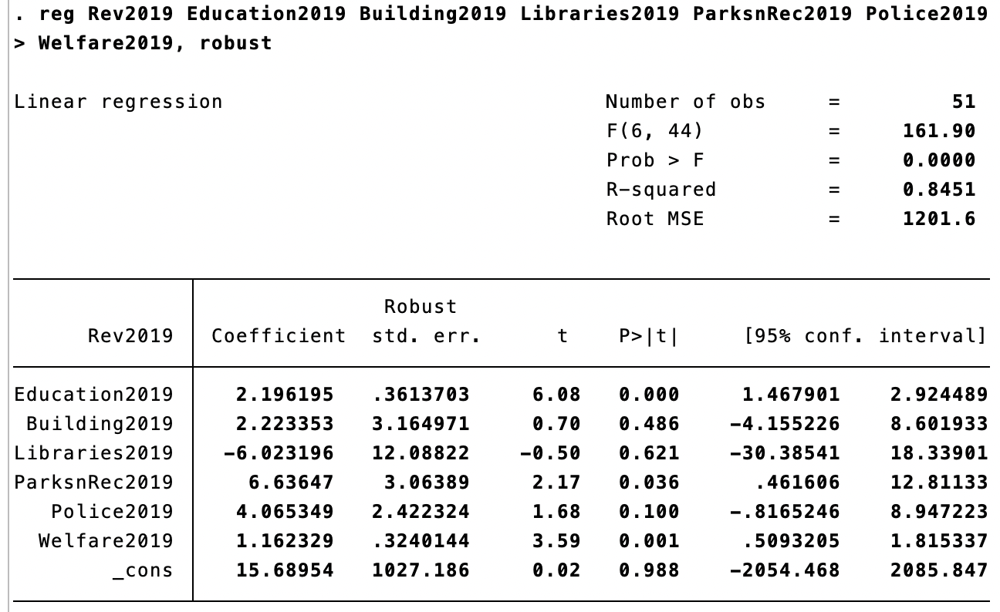 . reg Rev2019 Education2019 Building2019 Libraries2019 ParksnRec2019 Police2019
> Welfare2019, robust
Linear regression Number of obs = 51
F(6, 44) = 161.90
Prob > F = 0.0000
R-squared = 0.8451
Root MSE = 1201.6
Robust
Rev2019 Coefficient std. err. t P>|t| [95% conf. interval]
Education2019 2.196195 .3613703 6.08 0.000 1.467901 2.924489
Building2019 2.223353 3.164971 0.70 0.486 -4.155226 8.601933
Libraries2019 -6.023196 12.08822 -0.50 0.621 -30.38541 18.33901
ParksnRec2019 6.63647 3.06389 2.17 0.036 .461606 12.81133
Police2019 4.065349 2.422324 1.68 0.100 -.8165246 8.947223
Welfare2019 1.162329 .3240144 3.59 0.001 .5093205 1.815337
_cons 15.68954 1027.186 0.02 0.988 -2054.468 2085.847